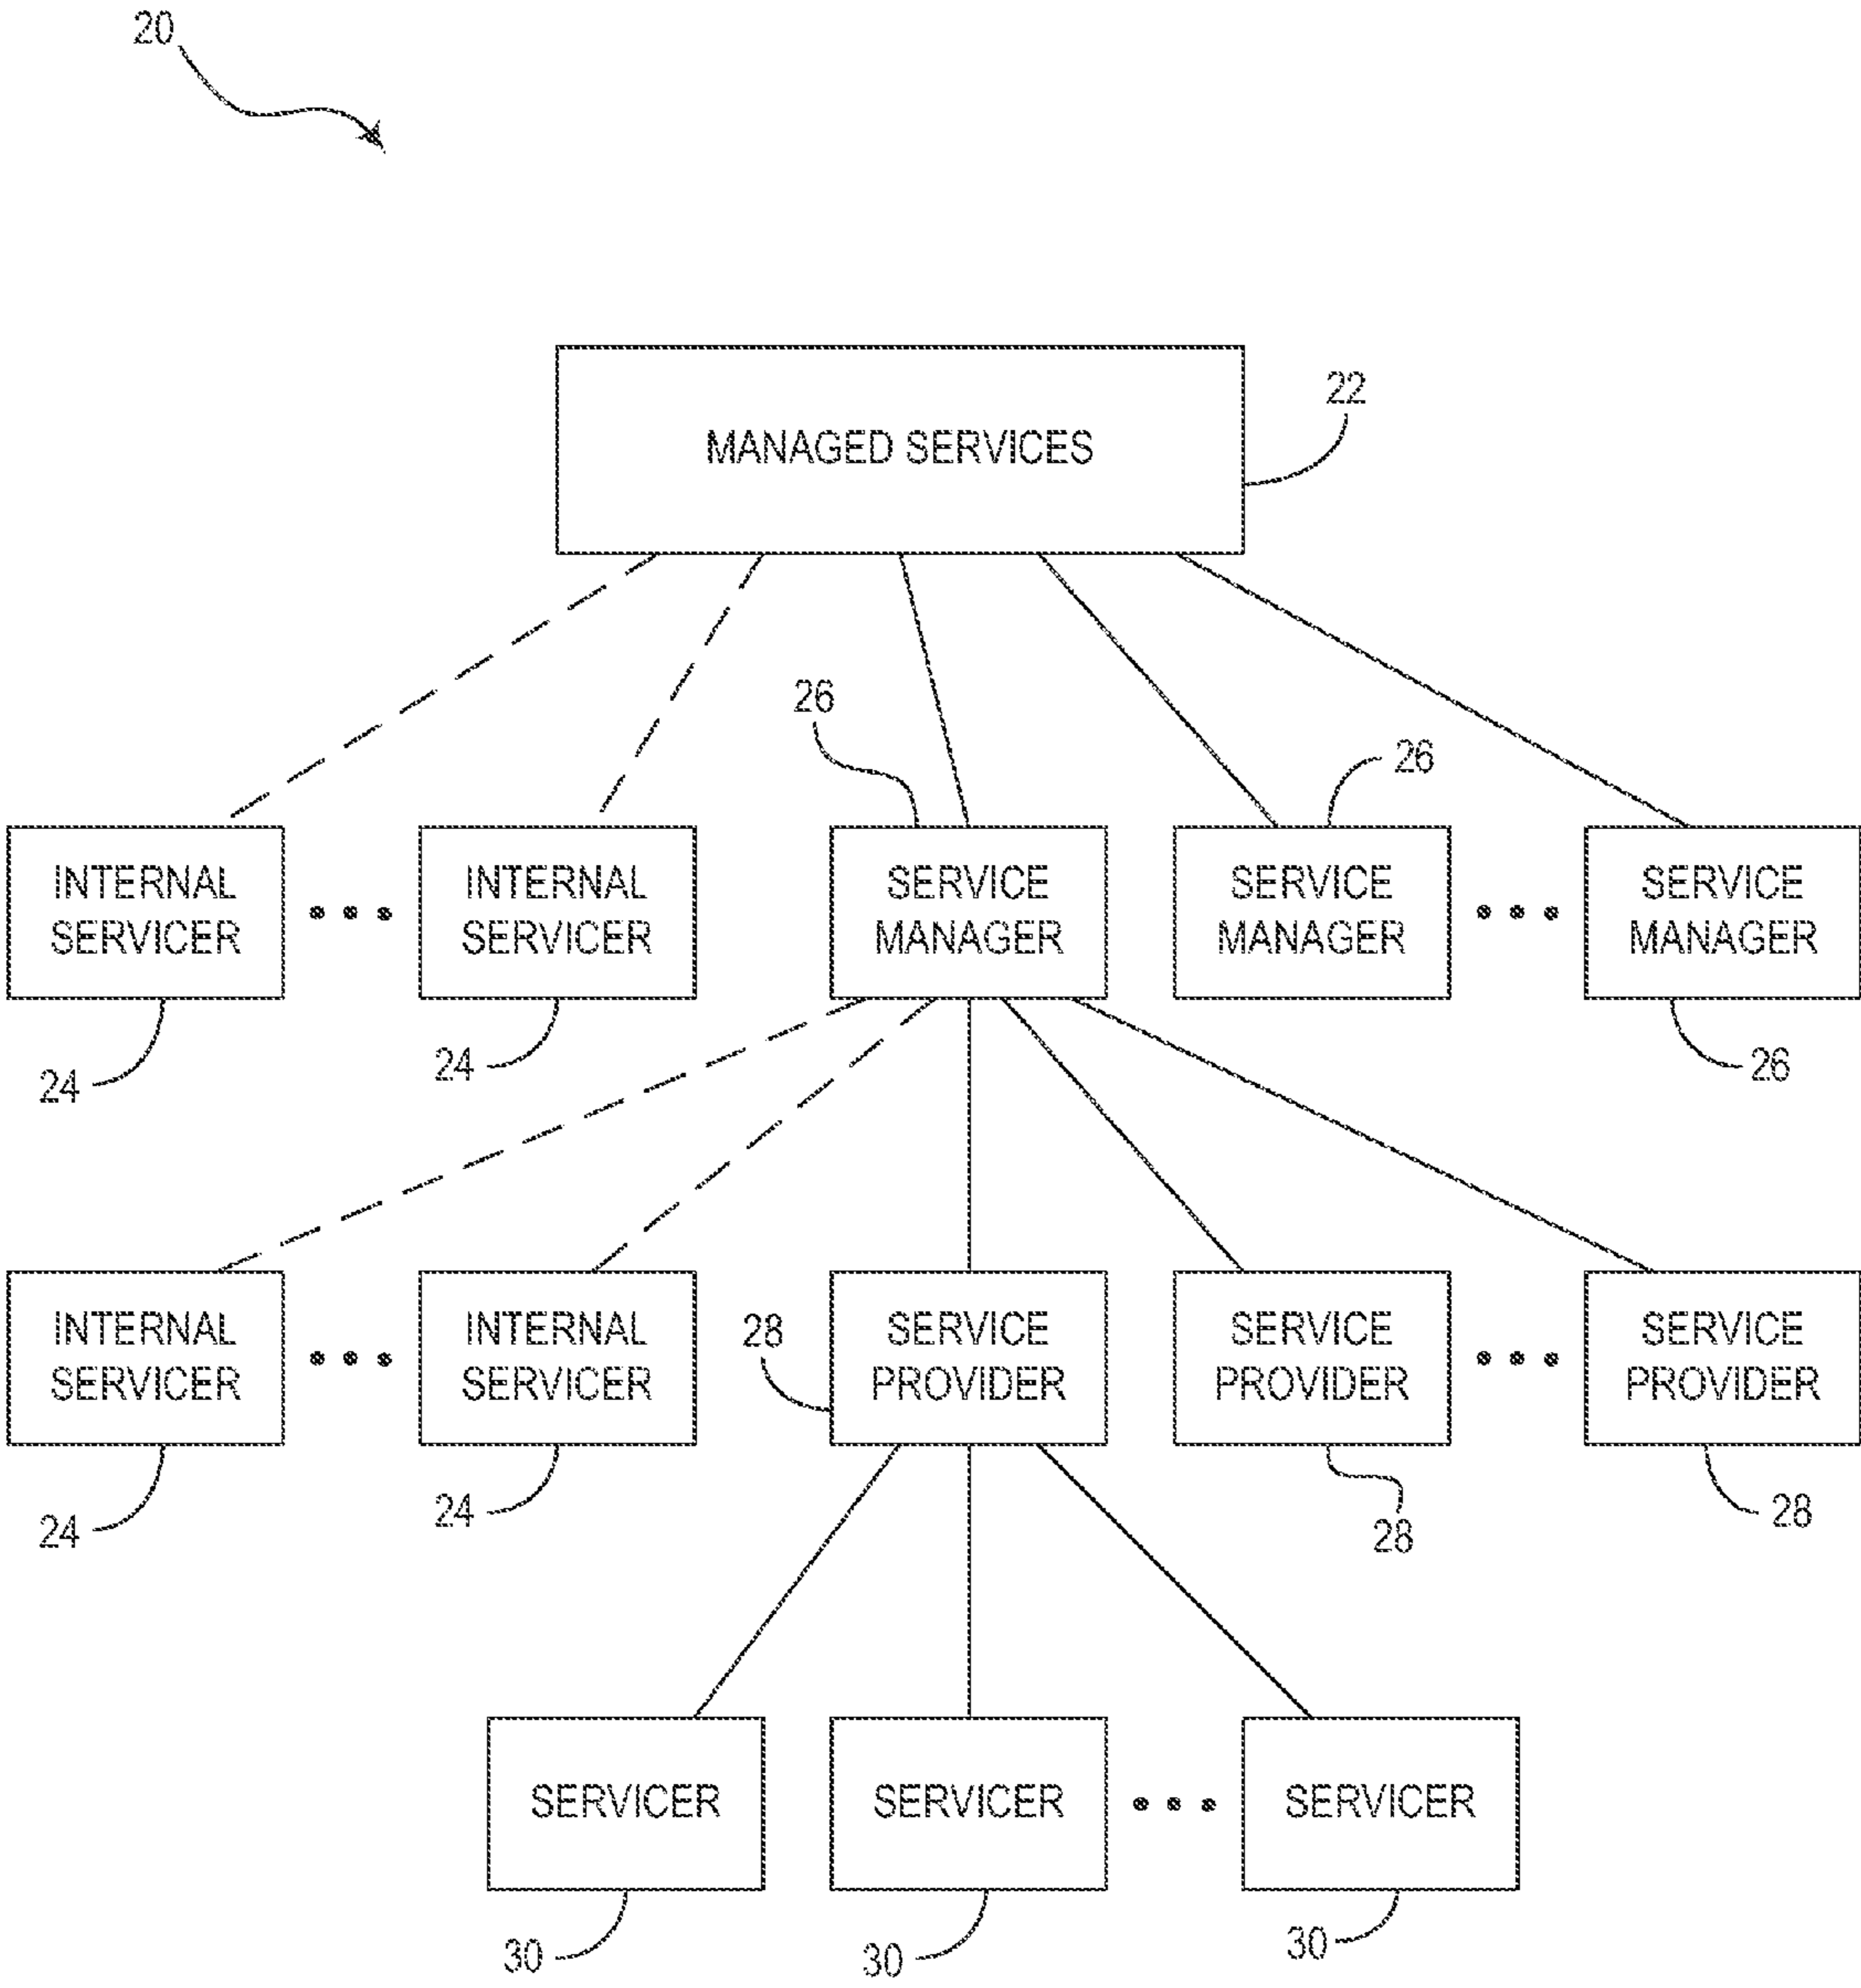 20
MANAGED SERVICES
22
26
26
INTERNAL
SERVICER
INTERNAL
SERVICER
SERVICE
MANAGER
SERVICE
MANAGER
SERVICE
MANAGER
24
24
26
INTERNAL
SERVICER
INTERNAL
SERVICER
28
SERVICE
PROVIDER
SERVICE
PROVIDER
SERVICE
PROVIDER
24
24
28
28
SERVICER
SERVICER
SERVICER
30
30
30